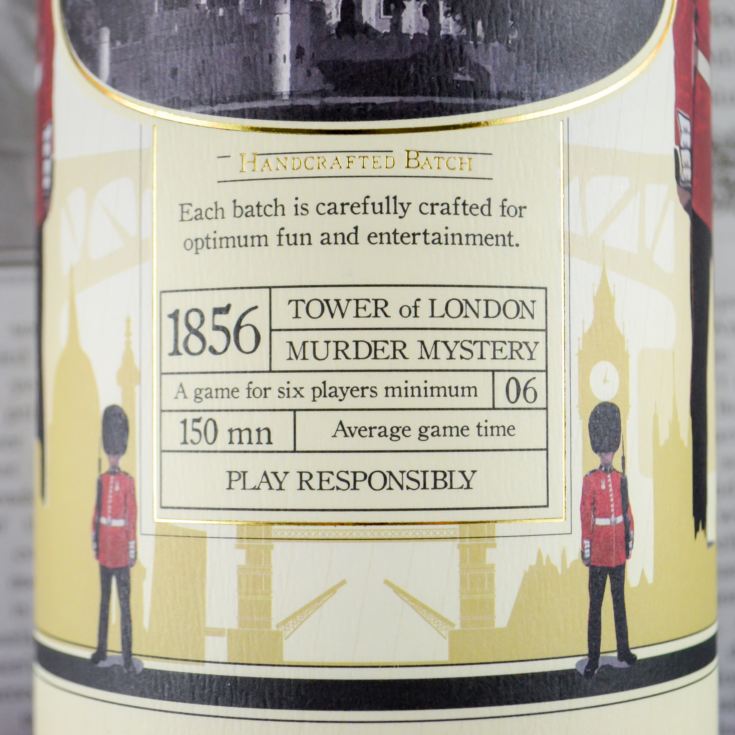 HANDCRAFTED BATCH
Each batch is carefully crafted for
optimum fun and entertainment.
1856
TOWER of LONDON
MURDER MYSTERY
A game for six players minimum 06
150 mn Average game time
PLAY RESPONSIBLY